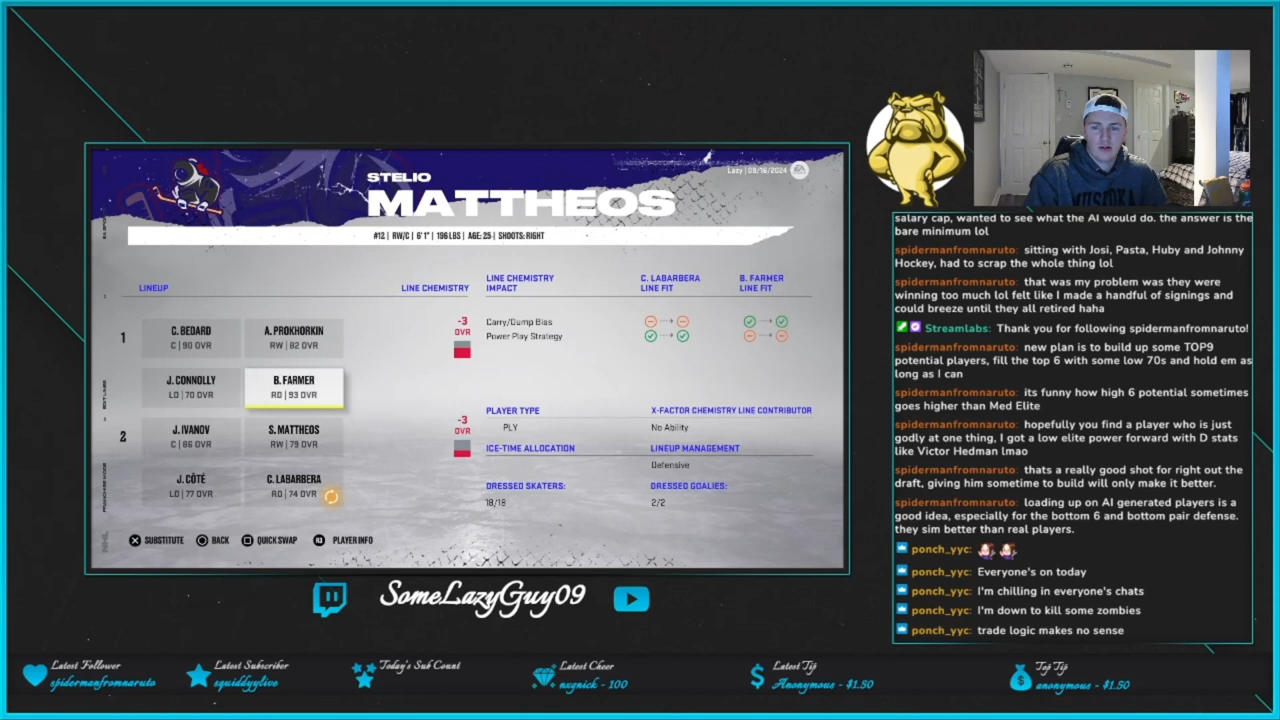 STELIO
MATTHEOS
Lazy | 09/16/2024
#12 | RW/C | 6'1" | 196 LBS | AGE: 25 | SHOOTS: RIGHT
LINEUP
LINE CHEMISTRY
LINE CHEMISTRY IMPACT
C. LABARBERA LINE FIT
B. FARMER LINE FIT
1
C. BEDARD
C | 90 OVR
A. PROKHORKIN
RW | 82 OVR
-3
OVR
Carry/Dump Bias
Power Play Strategy
J. CONNOLLY
LD | 70 OVR
B. FARMER
RD | 93 OVR
2
J. IVANOV
C | 86 OVR
S. MATTHEOS
RW | 79 OVR
-3
OVR
J. CÔTÉ
LD | 77 OVR
C. LABARBERA
RD | 74 OVR
PLAYER TYPE
PLY
X-FACTOR CHEMISTRY LINE CONTRIBUTOR
No Ability
ICE-TIME ALLOCATION
LINEUP MANAGEMENT
Defensive
DRESSED SKATERS:
18/18
DRESSED GOALIES:
2/2
SUBSTITUTE
BACK
QUICK SWAP
PLAYER INFO
SomeLazyGuy09
salary cap, wanted to see what the AI would do. the answer is the
bare minimum lol
spidermanfromnaruto: sitting with Josi, Pasta, Huby and Johnny
Hockey, had to scrap the whole thing lol
spidermanfromnaruto: that was my problem was they were
winning too much lol felt like I made a handful of signings and
could breeze until they all retired haha
Streamlabs: Thank you for following spidermanfromnaruto!
spidermanfromnaruto: new plan is to build up some TOP9
potential players, fill the top 6 with some low 70s and hold em as
long as I can
spidermanfromnaruto: its funny how high 6 potential sometimes
goes higher than Med Elite
spidermanfromnaruto: hopefully you find a player who is just
godly at one thing, I got a low elite power forward with D stats
like Victor Hedman lmao
spidermanfromnaruto: thats a really good shot for right out the
draft, giving him sometime to build will only make it better.
spidermanfromnaruto: loading up on AI generated players is a
good idea, especially for the bottom 6 and bottom pair defense.
they sim better than real players.
ponch_yyc:
ponch_yyc: Everyone's on today
ponch_yyc: I'm chilling in everyone's chats
ponch_yyc: I'm down to kill some zombies
ponch_yyc: trade logic makes no sense
Latest Follower
spidermanfromnaruto
Latest Subscriber
squiddyylive
Today's Sub Count
Latest Cheer
nxgnick - 100
Latest Tip
Anonymous - $1.50
Top Tip
anonymous - $1.50